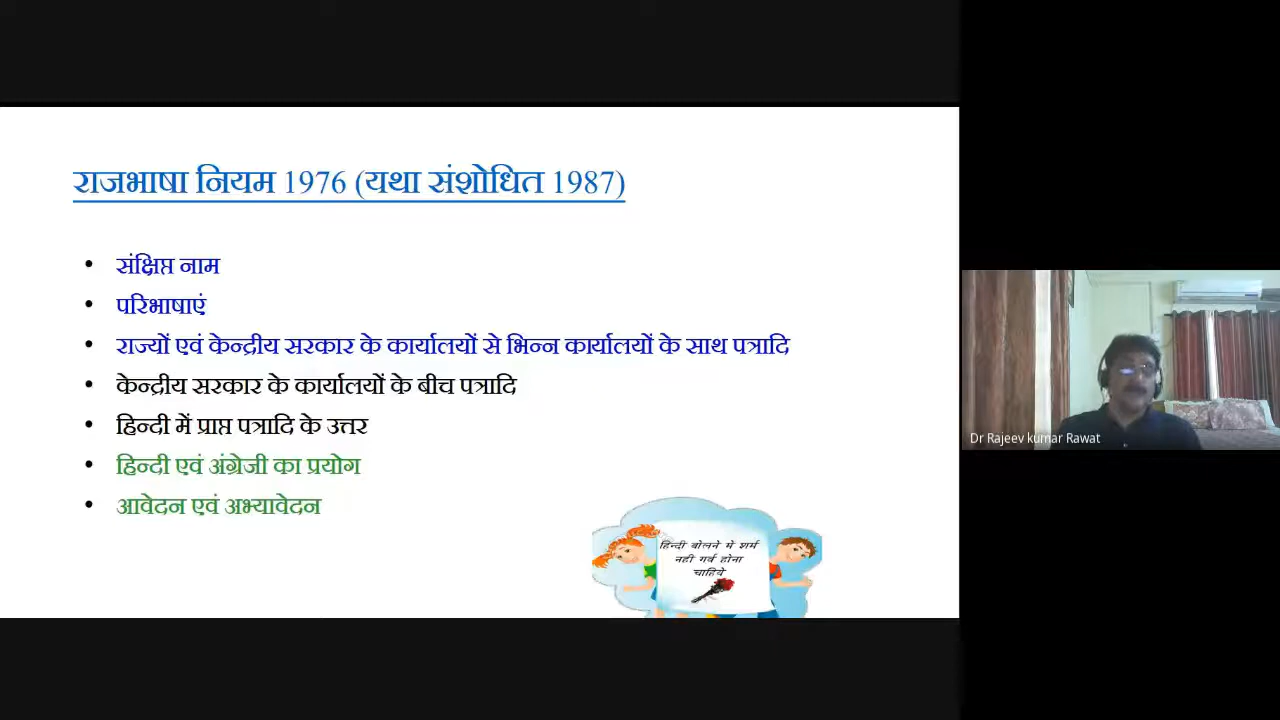 राजभाषा नियम 1976 (यथा संशोधित 1987)
• संक्षिप्त नाम
• परिभाषाएं
• राज्यों एवं केन्द्रीय सरकार के कार्यालयों से भिन्न कार्यालयों के साथ पत्रादि
• केन्द्रीय सरकार के कार्यालयों के बीच पत्रादि
• हिन्दी में प्राप्त पत्रादि के उत्तर
• हिन्दी एवं अंग्रेजी का प्रयोग
• आवेदन एवं अभ्यावेदन
हिन्दी बोलने मे शर्म
नही गर्व होना
चाहिये
Dr Rajeev kumar Rawat